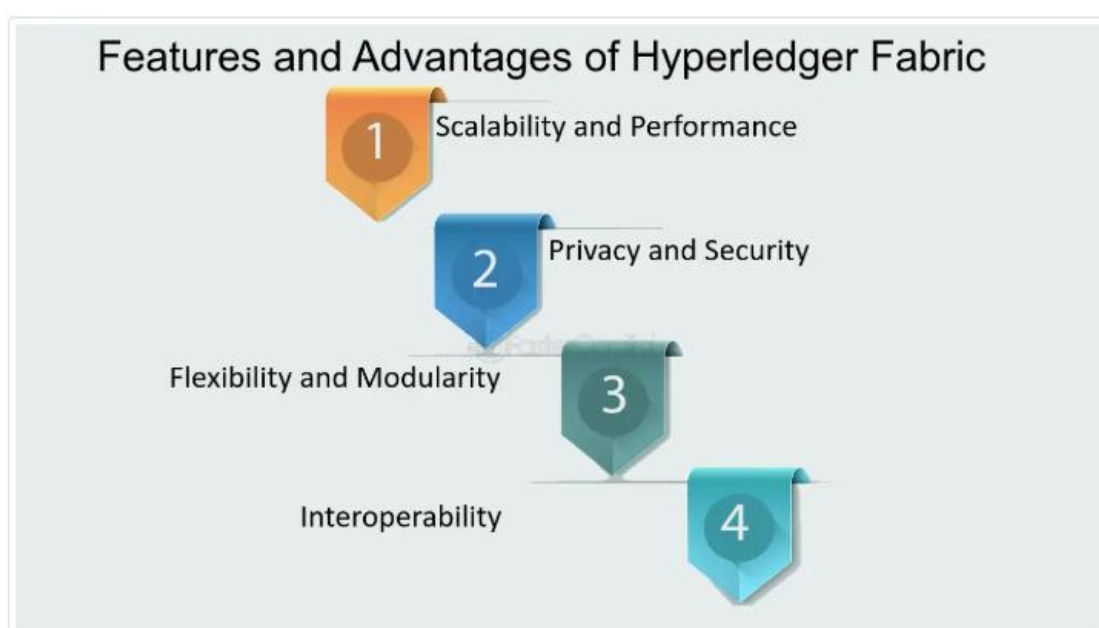 Features and Advantages of Hyperledger Fabric
1
Scalability and Performance
2
Privacy and Security
Flexibility and Modularity
3
Interoperability
4